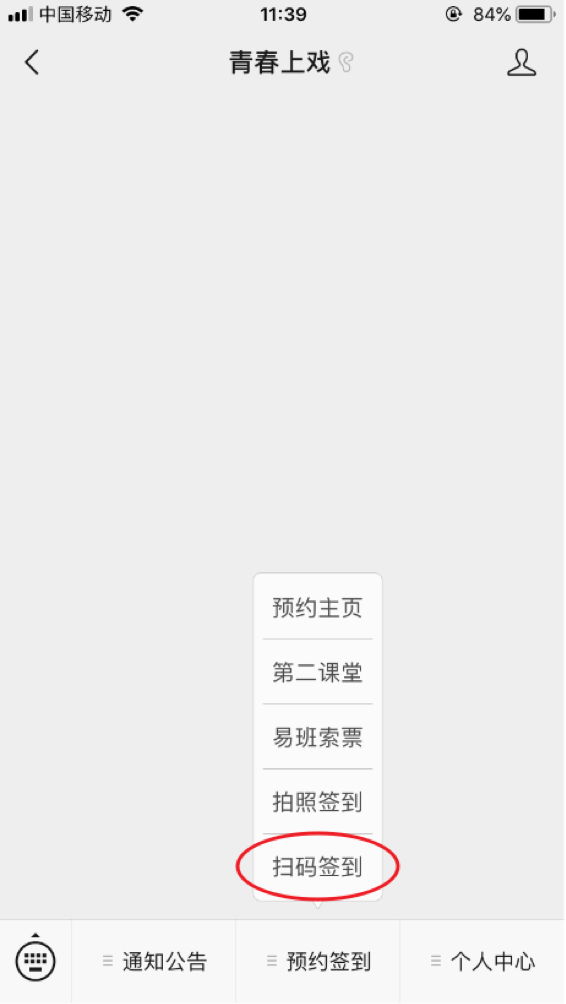 中国移动 11:39 84%
青春上戏
预约主页
第二课堂
易班索票
拍照签到
扫码签到
通知公告 预约签到 个人中心